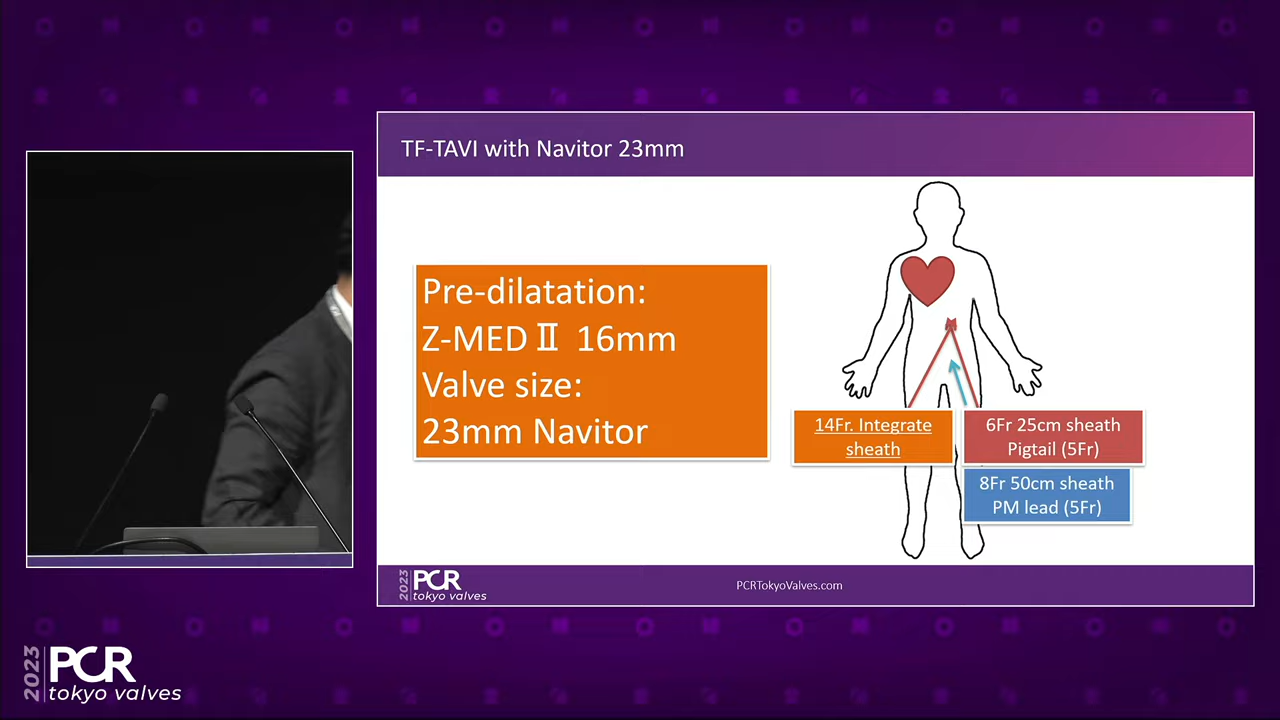 TF-TAVI with Navitor 23mm
Pre-dilatation:
Z-MED Ⅱ 16mm
Valve size:
23mm Navitor
14Fr. Integrate
sheath
6Fr 25cm sheath
Pigtail (5Fr)
8Fr 50cm sheath
PM lead (5Fr)
2023 PCR
tokyo valves
PCRTokyoValves.com
2023 PCR
tokyo valves